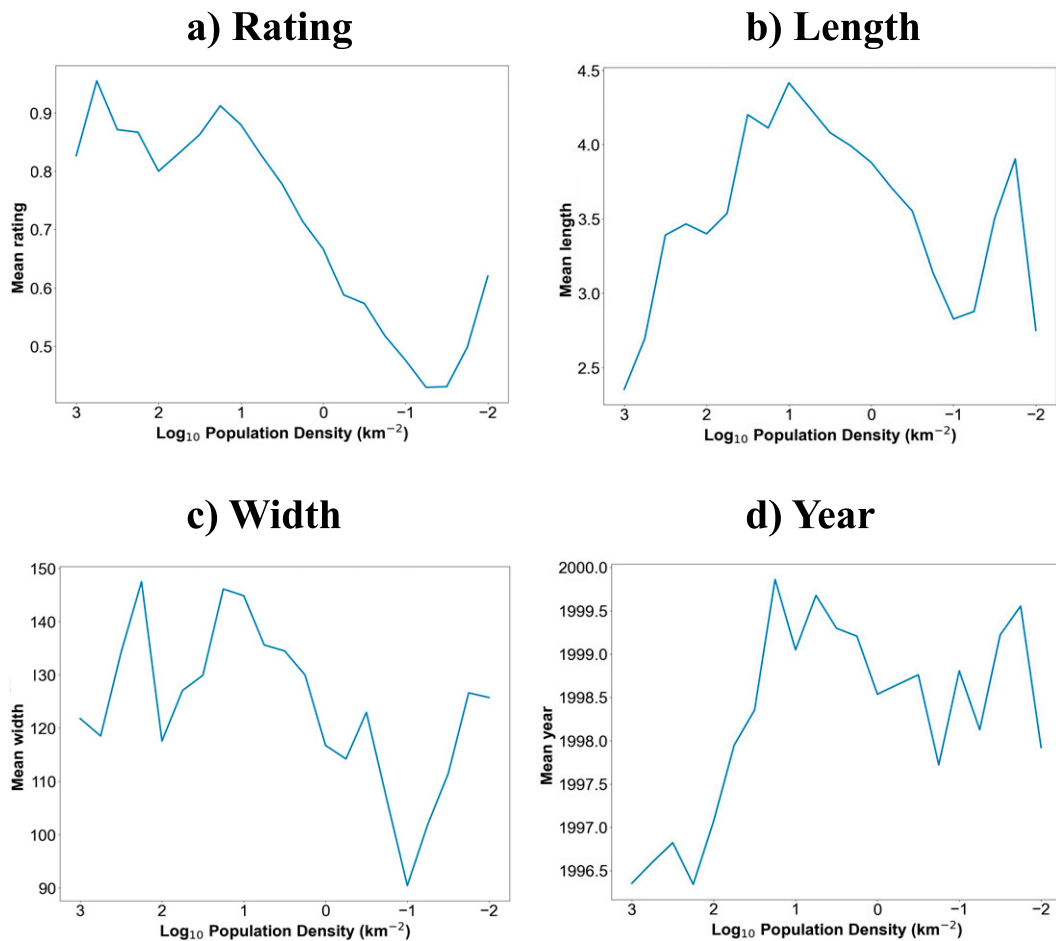 a) Rating
b) Length
Mean rating
0.9
0.8
0.7
0.6
0.5
3 2 1 0 −1 −2
Log₁₀ Population Density (km⁻²)
Mean length
4.5
4.0
3.5
3.0
2.5
3 2 1 0 −1 −2
Log₁₀ Population Density (km⁻²)
c) Width
d) Year
Mean width
150
140
130
120
110
100
90
3 2 1 0 −1 −2
Log₁₀ Population Density (km⁻²)
Mean year
2000.0
1999.5
1999.0
1998.5
1998.0
1997.5
1997.0
1996.5
3 2 1 0 −1 −2
Log₁₀ Population Density (km⁻²)